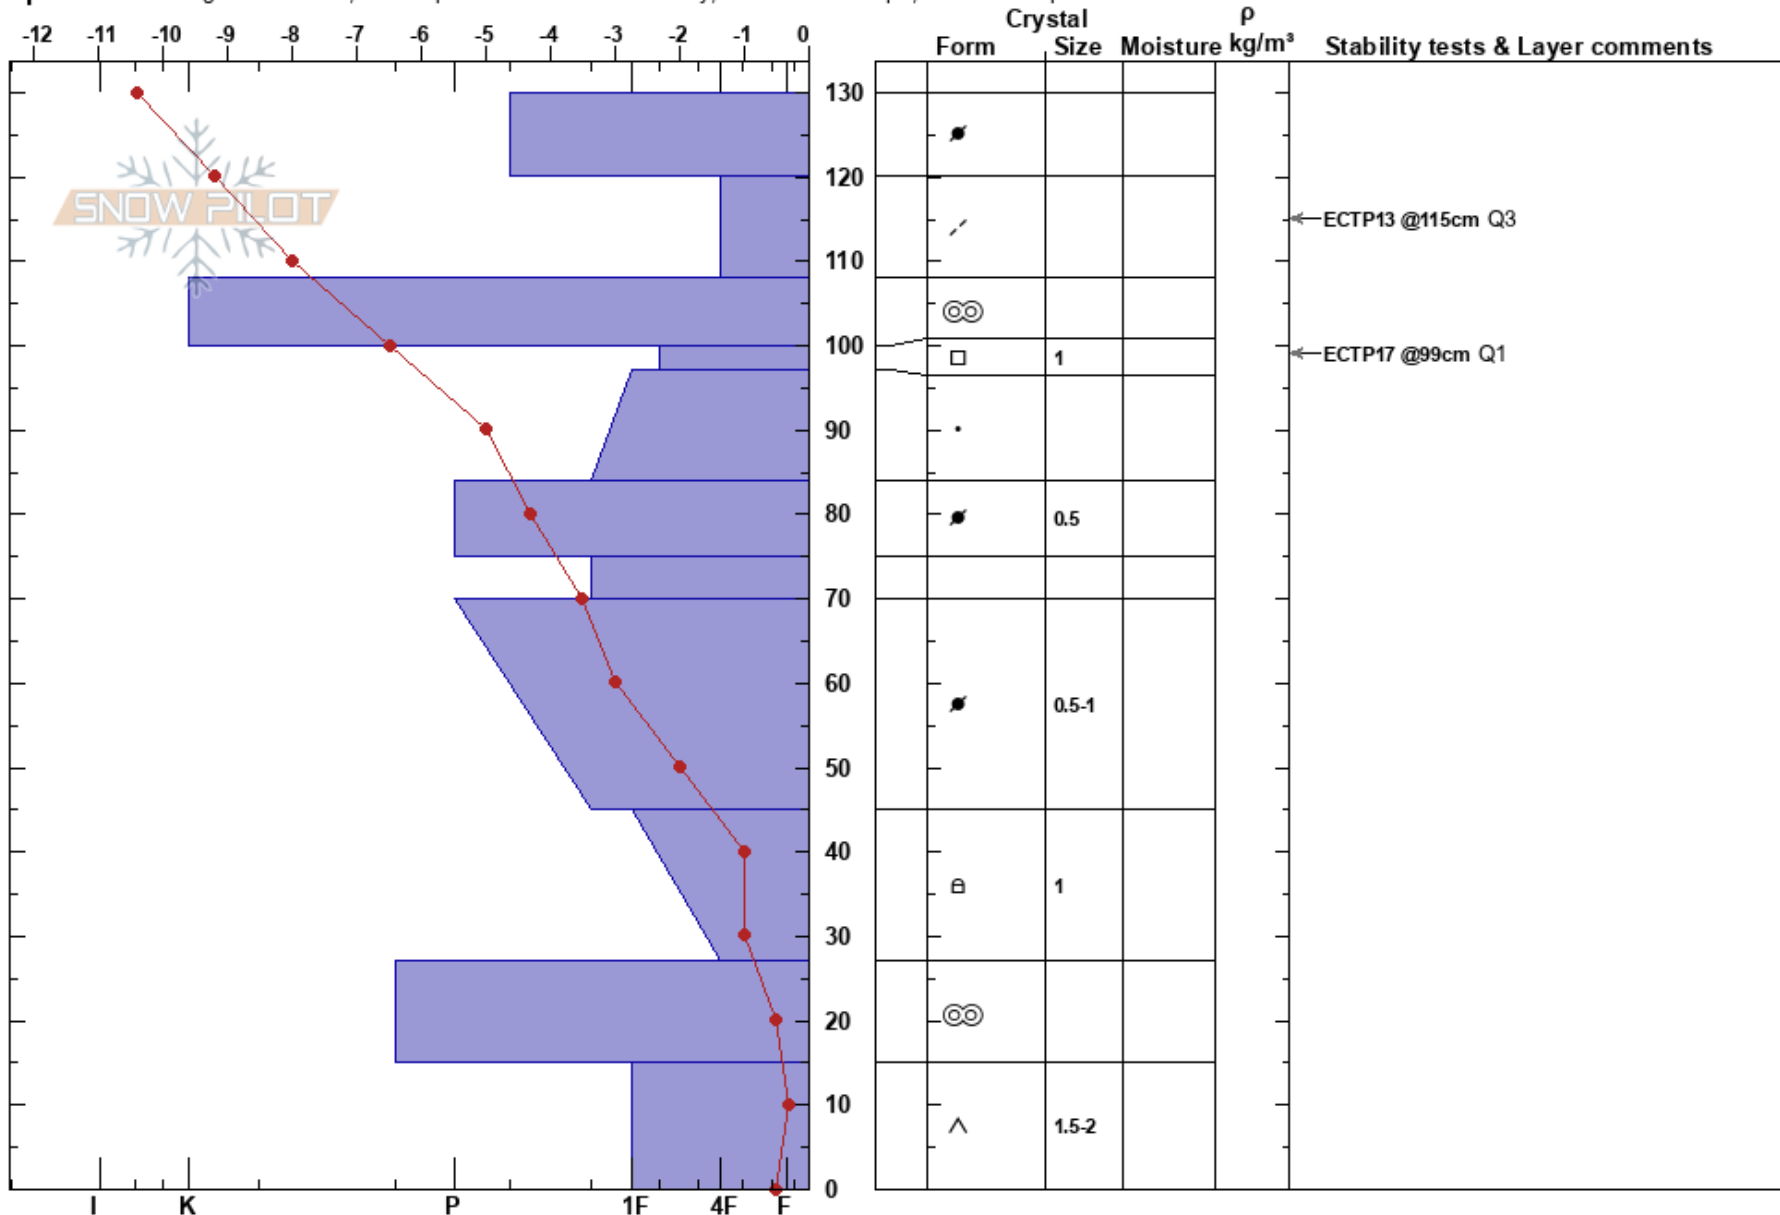 Crystal ρ
-12 -11 -10 -9 -8 -7 -6 -5 -4 -3 -2 -1 0
Form Size Moisture kg/m³ Stability tests & Layer comments
130
120
SNOW PILOT
ECTP13 @115cm Q3
110
100
1
ECTP17 @99cm Q1
90
80
0.5
70
60
0.5-1
50
40
1
30
20
10
1.5-2
0
I K P 1F 4F F